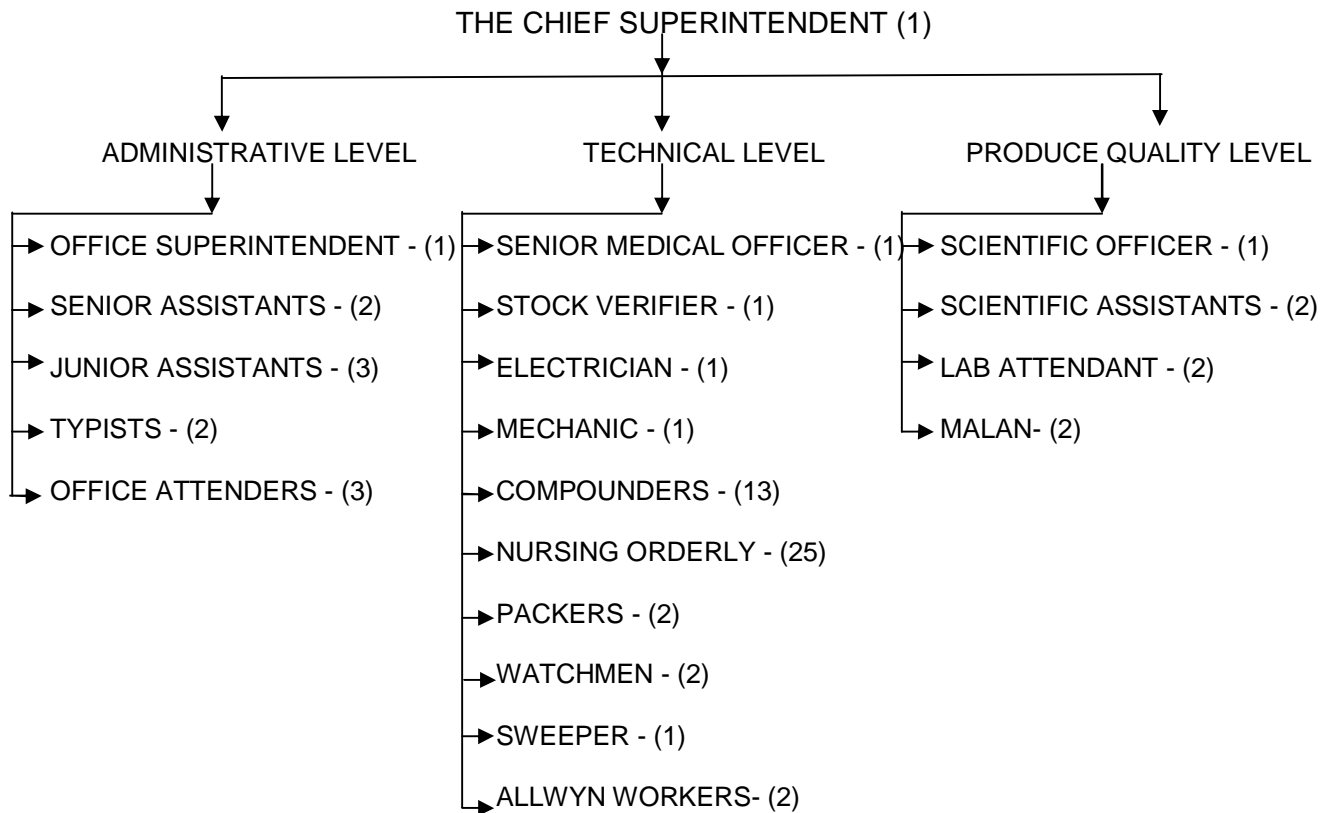 THE CHIEF SUPERINTENDENT (1)
ADMINISTRATIVE LEVEL
OFFICE SUPERINTENDENT - (1)
SENIOR ASSISTANTS - (2)
JUNIOR ASSISTANTS - (3)
TYPISTS - (2)
OFFICE ATTENDERS - (3)
TECHNICAL LEVEL
SENIOR MEDICAL OFFICER - (1)
STOCK VERIFIER - (1)
ELECTRICIAN - (1)
MECHANIC - (1)
COMPOUNDERS - (13)
NURSING ORDERLY - (25)
PACKERS - (2)
WATCHMEN - (2)
SWEEPER - (1)
ALLWYN WORKERS- (2)
PRODUCE QUALITY LEVEL
SCIENTIFIC OFFICER - (1)
SCIENTIFIC ASSISTANTS - (2)
LAB ATTENDANT - (2)
MALAN- (2)